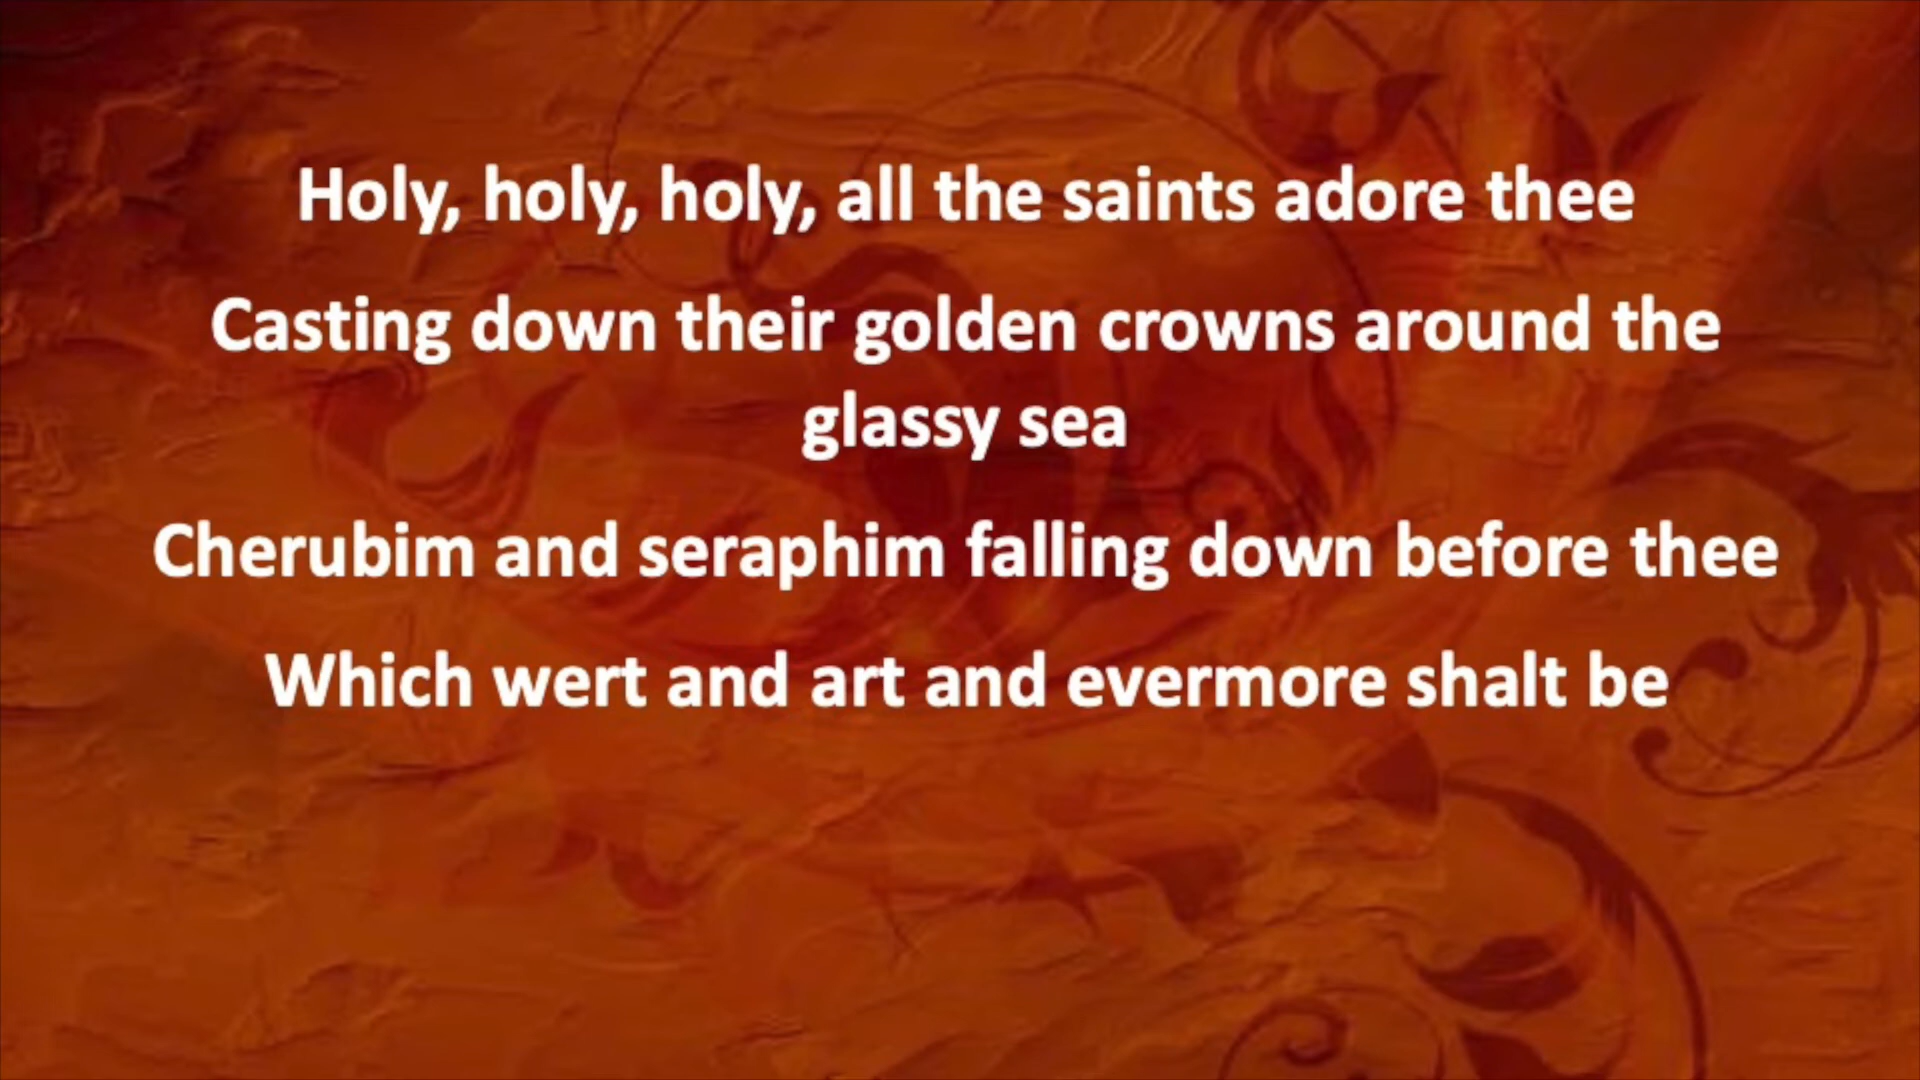 Holy, holy, holy, all the saints adore thee
Casting down their golden crowns around the
glassy sea
Cherubim and seraphim falling down before thee
Which wert and art and evermore shalt be